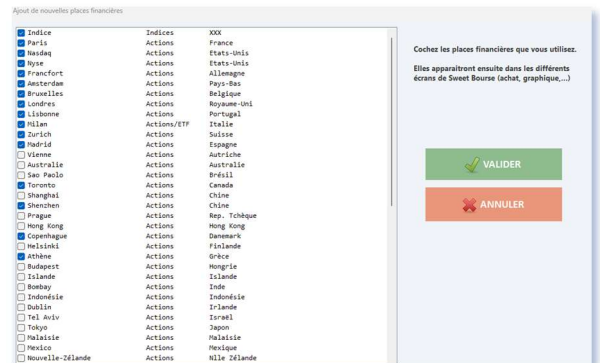 Ajout de nouvelles places financières
Indice Indices XXX
Paris Actions France
Nasdaq Actions Etats-Unis
Nyse Actions Etats-Unis
Francfort Actions Allemagne
Amsterdam Actions Pays-Bas
Bruxelles Actions Belgique
Londres Actions Royaume-Uni
Lisbonne Actions Portugal
Milan Actions/ETF Italie
Zurich Actions Suisse
Madrid Actions Espagne
Vienne Actions Autriche
Australie Actions Australie
Sao Paolo Actions Brésil
Toronto Actions Canada
Shanghai Actions Chine
Shenzhen Actions Chine
Prague Actions Rep. Tchèque
Hong Kong Actions Hong Kong
Copenhague Actions Danemark
Helsinki Actions Finlande
Athène Actions Grèce
Budapest Actions Hongrie
Islande Actions Islande
Bombay Actions Inde
Indonésie Actions Indonésie
Dublin Actions Irlande
Tel Aviv Actions Israël
Tokyo Actions Japon
Malaisie Actions Malaisie
Mexico Actions Mexique
Nouvelle-Zélande Actions Nlle Zélande
Cochez les places financières que vous utilisez.
Elles apparaitront ensuite dans les différents
écrans de Sweet Bourse (achat, graphique,...)
VALIDER
ANNULER